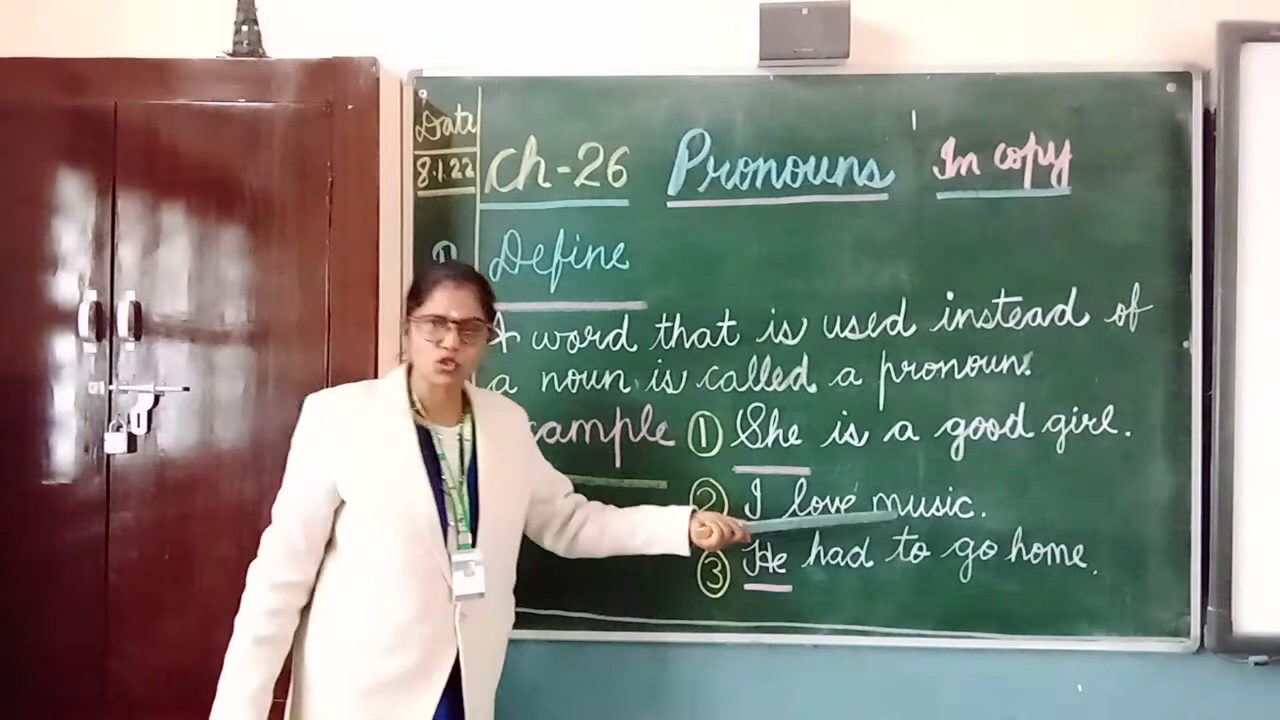 Date
8.1.22 Ch-26 Pronouns In copy
Define
A word that is used instead of
a noun is called a pronoun.
① She is a good girl.
② I love music.
③ He had to go home.